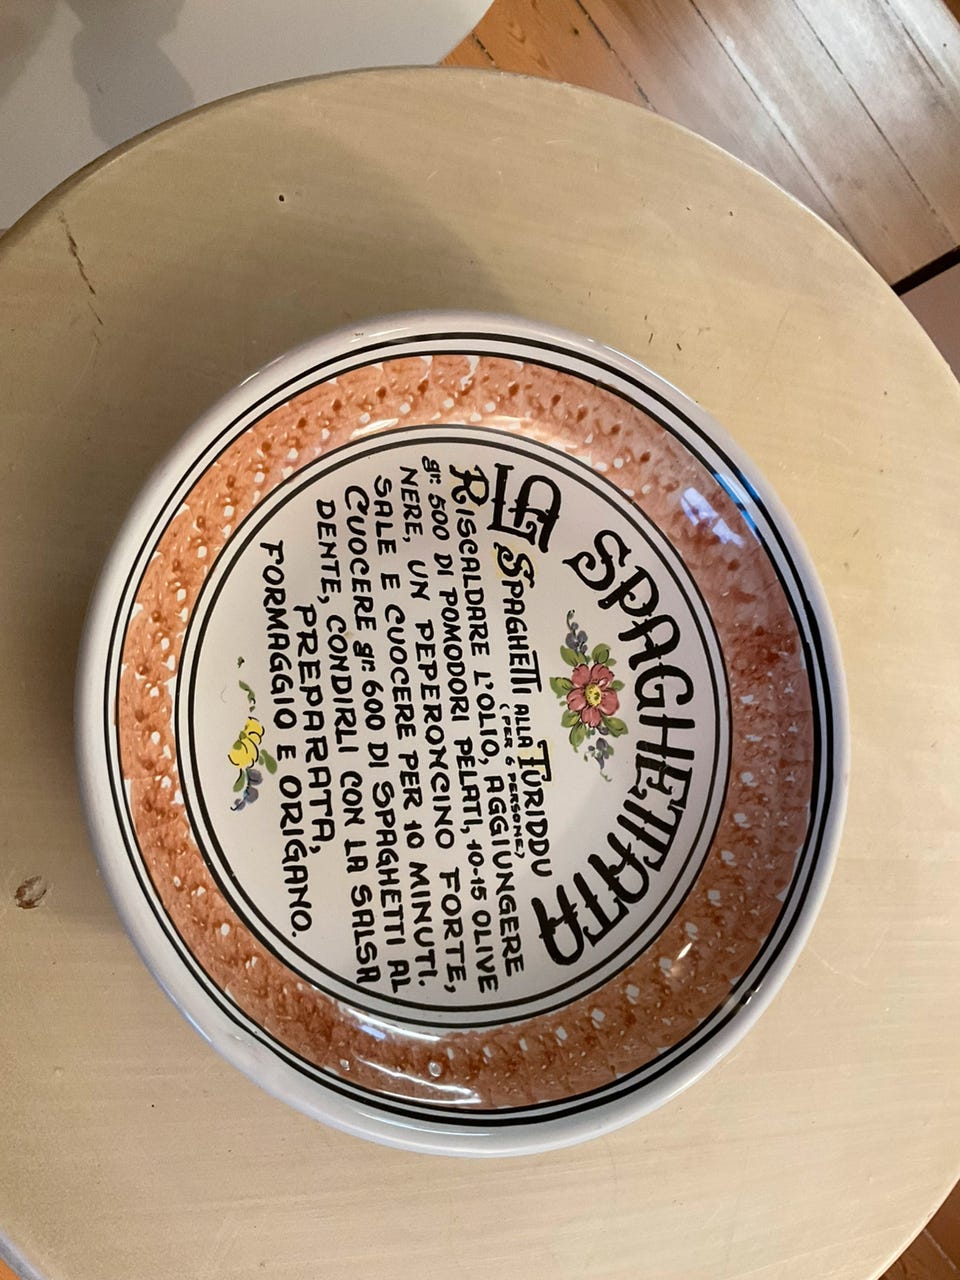 LA SPAGHETTATA
SPAGHETTI ALLA TURIDDU
(PER 6 PERSONE)
RISCALDARE L'OLIO, AGGIUNGERE
gr. 500 DI POMODORI PELATI, 10-15 OLIVE
NERE, UN PEPERONCINO FORTE,
SALE E CUOCERE PER 10 MINUTI.
CUOCERE gr. 600 DI SPAGHETTI AL
DENTE, CONDIRLI CON LA SALSA
PREPARATA,
FORMAGGIO E ORIGANO.